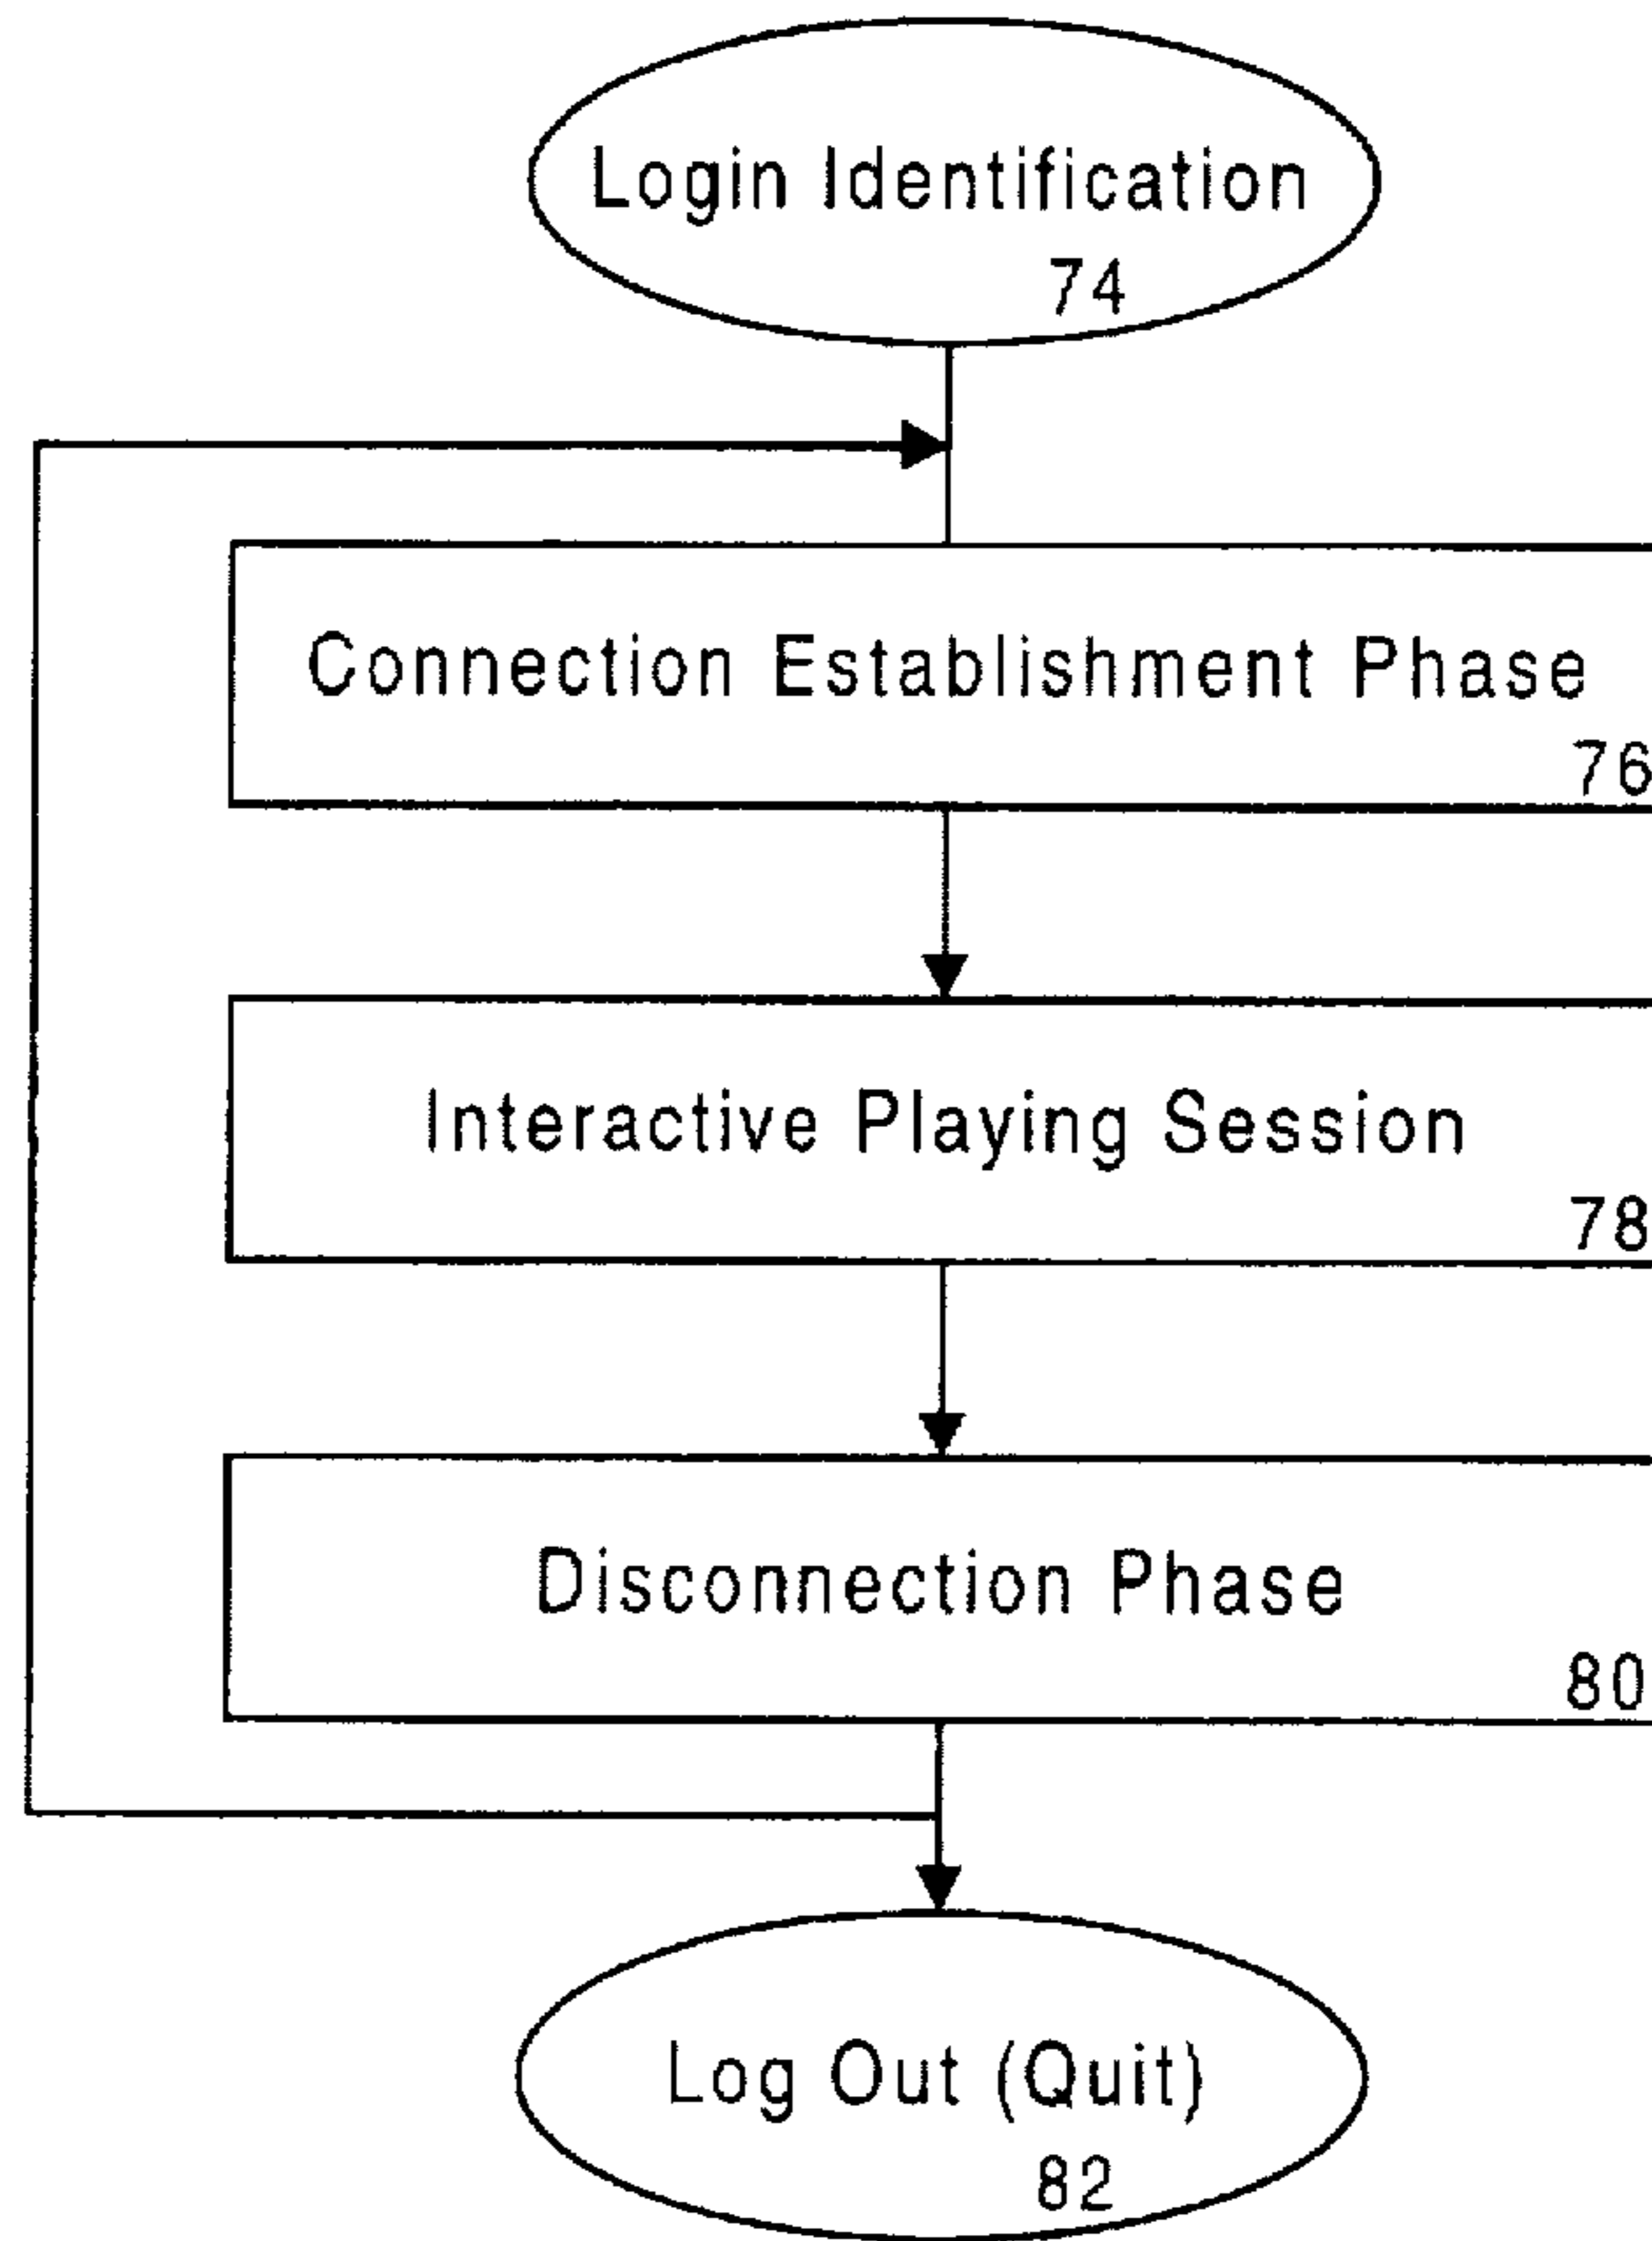 Login Identification
74
Connection Establishment Phase
76
Interactive Playing Session
78
Disconnection Phase
80
Log Out (Quit)
82